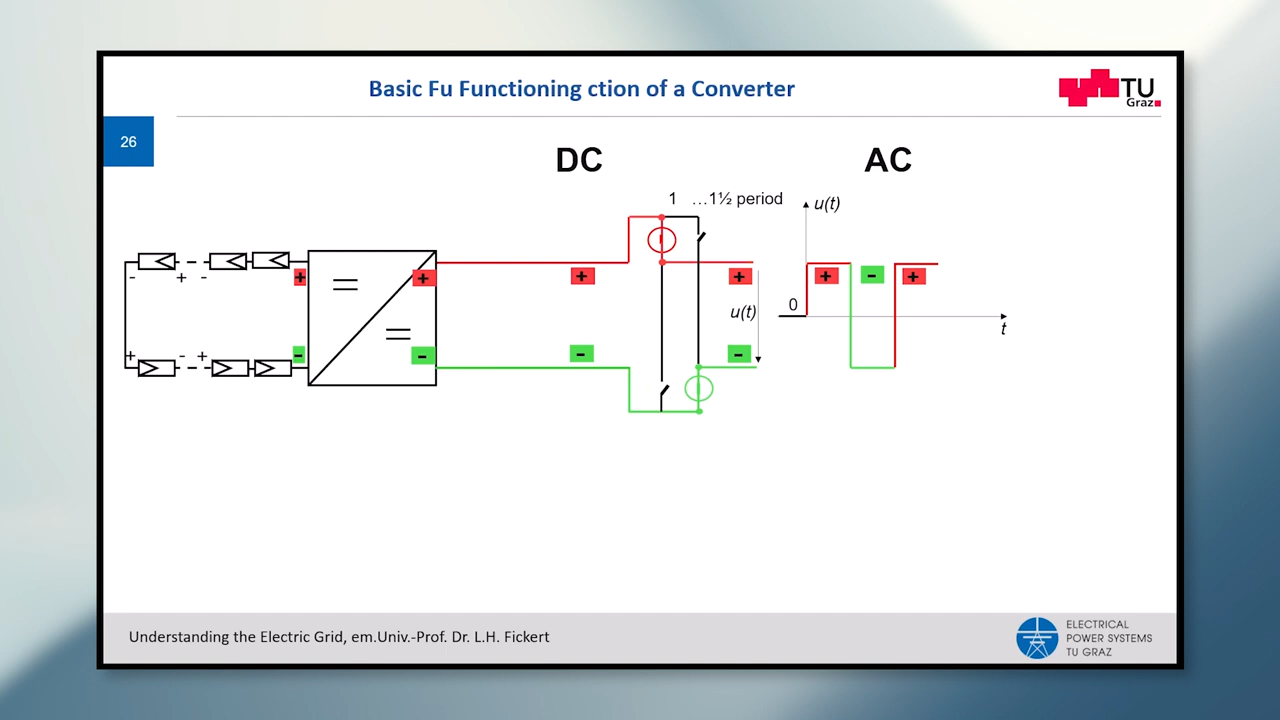 Basic Fu Functioning ction of a Converter
TU
Graz
26
DC
AC
1 …1½ period
u(t)
- + -
+
+
+
+
+
-
+
0
u(t)
t
+ - +
-
-
-
-
Understanding the Electric Grid, em.Univ.-Prof. Dr. L.H. Fickert
ELECTRICAL
POWER SYSTEMS
TU GRAZ